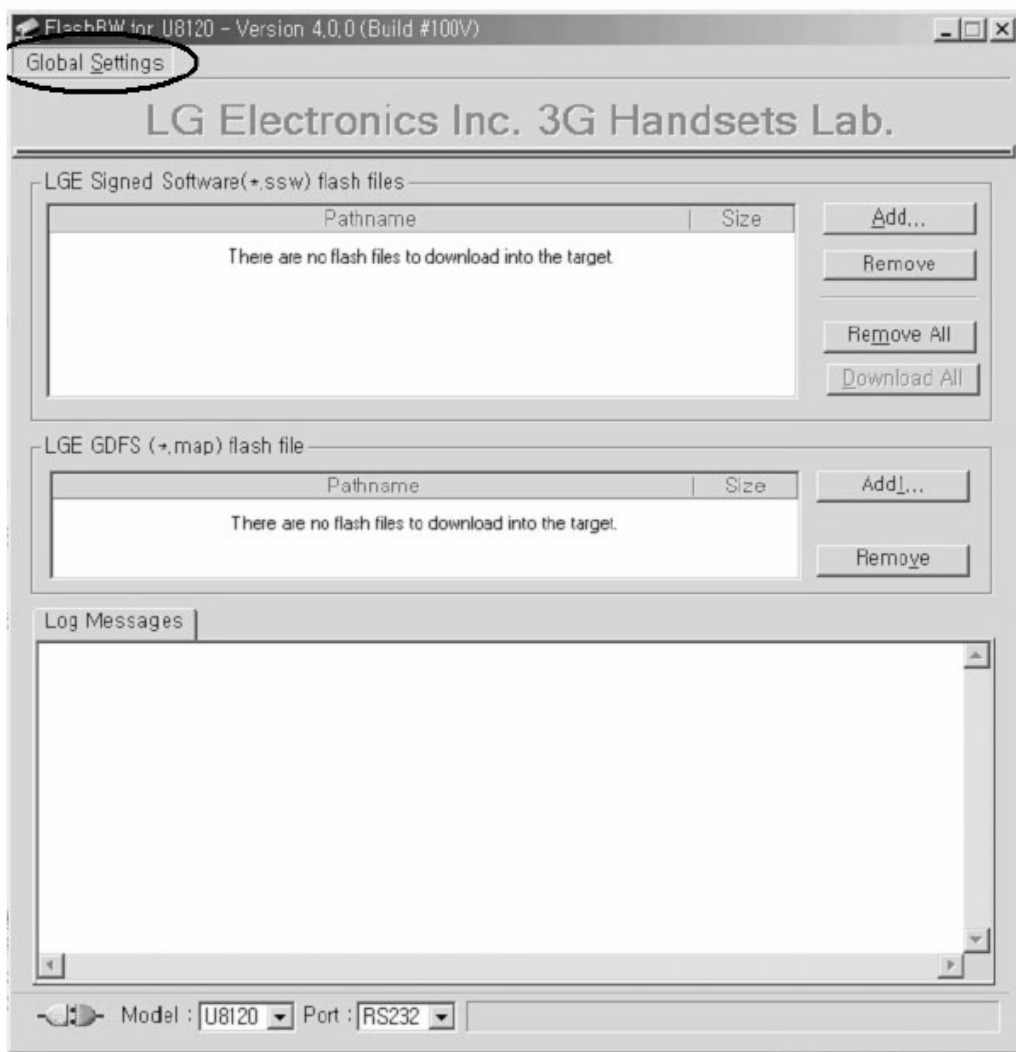 FlashRW for U8120 - Version 4,0,0 (Build #100V)
Global Settings
LG Electronics Inc. 3G Handsets Lab.
LGE Signed Software(*,ssw) flash files
Pathname Size
Add...
There are no flash files to download into the target.
Remove
Remove All
Download All
LGE GDFS (*,map) flash file
Pathname Size
Add1...
There are no flash files to download into the target.
Remove
Log Messages
Model : U8120 Port : RS232